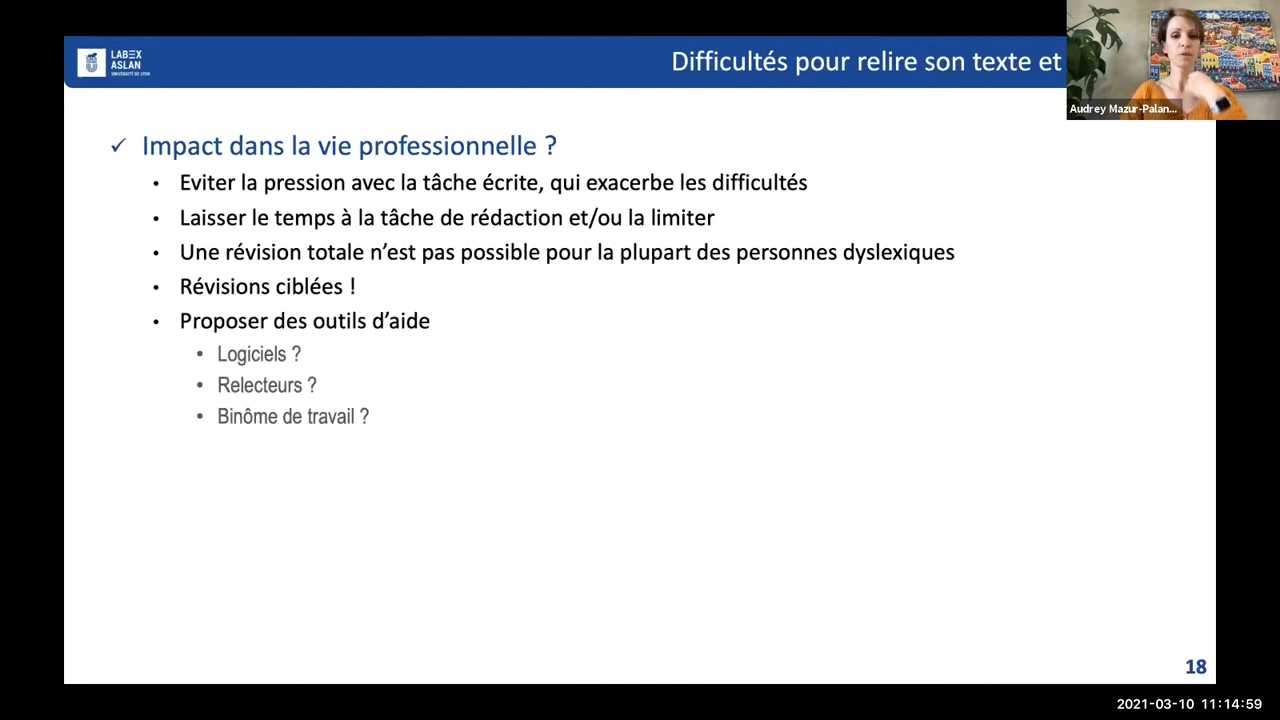 LABEX
ASLAN
UNIVERSITÉ DE LYON
Difficultés pour relire son texte et
Audrey Mazur-Palan...
✓ Impact dans la vie professionnelle ?
• Eviter la pression avec la tâche écrite, qui exacerbe les difficultés
• Laisser le temps à la tâche de rédaction et/ou la limiter
• Une révision totale n'est pas possible pour la plupart des personnes dyslexiques
• Révisions ciblées !
• Proposer des outils d'aide
• Logiciels ?
• Relecteurs ?
• Binôme de travail ?
18
2021-03-10 11:14:59